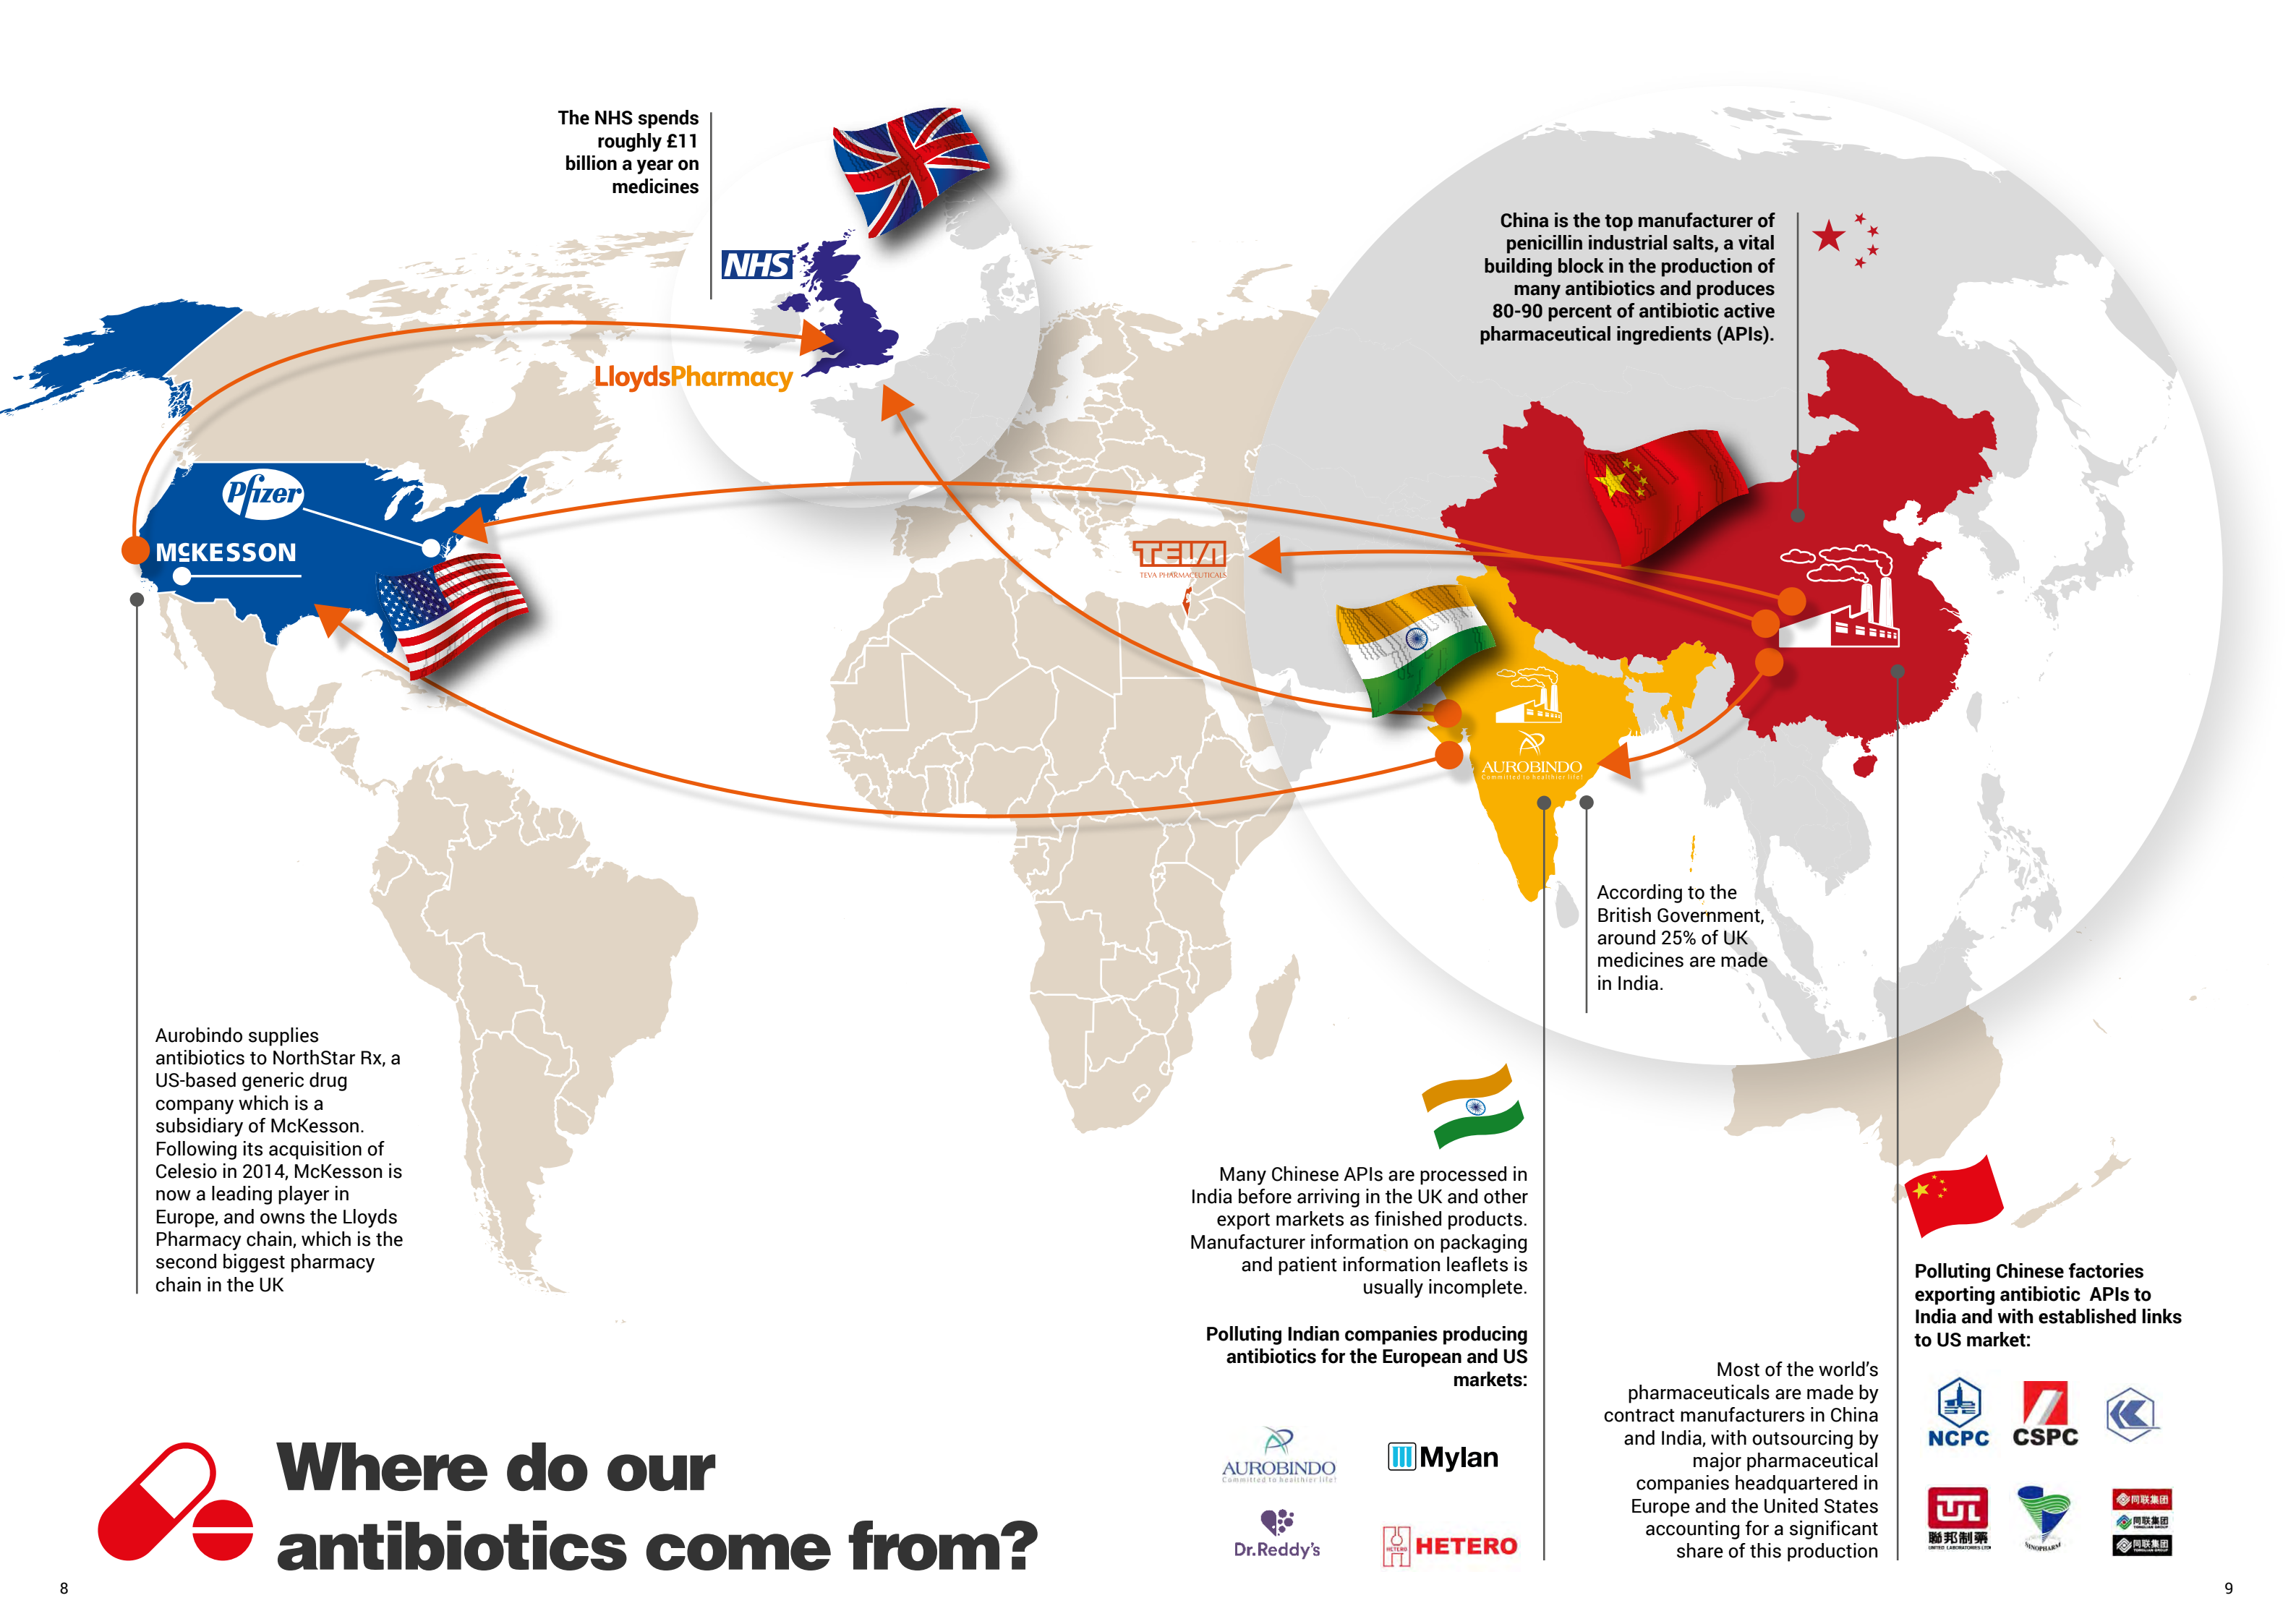 The NHS spends
roughly £11
billion a year on
medicines
NHS
LloydsPharmacy
China is the top manufacturer of
penicillin industrial salts, a vital
building block in the production of
many antibiotics and produces
80-90 percent of antibiotic active
pharmaceutical ingredients (APIs).
Pfizer
MCKESSON
TEVA
TEVA PHARMACEUTICALS
AUROBINDO
Committed to healthier life!
According to the
British Government,
around 25% of UK
medicines are made
in India.
Aurobindo supplies
antibiotics to NorthStar Rx, a
US-based generic drug
company which is a
subsidiary of McKesson.
Following its acquisition of
Celesio in 2014, McKesson is
now a leading player in
Europe, and owns the Lloyds
Pharmacy chain, which is the
second biggest pharmacy
chain in the UK
Many Chinese APIs are processed in
India before arriving in the UK and other
export markets as finished products.
Manufacturer information on packaging
and patient information leaflets is
usually incomplete.
Polluting Indian companies producing
antibiotics for the European and US
markets:
AUROBINDO
Committed to healthier life!
Mylan
Dr.Reddy's
HETERO
HETERO
Most of the world's
pharmaceuticals are made by
contract manufacturers in China
and India, with outsourcing by
major pharmaceutical
companies headquartered in
Europe and the United States
accounting for a significant
share of this production
Polluting Chinese factories
exporting antibiotic APIs to
India and with established links
to US market:
NCPC
CSPC
聯邦制藥
UNITED LABORATORIES
SINOPHARM
同联集团
同联集团
同联集团
Where do our
antibiotics come from?
8
9